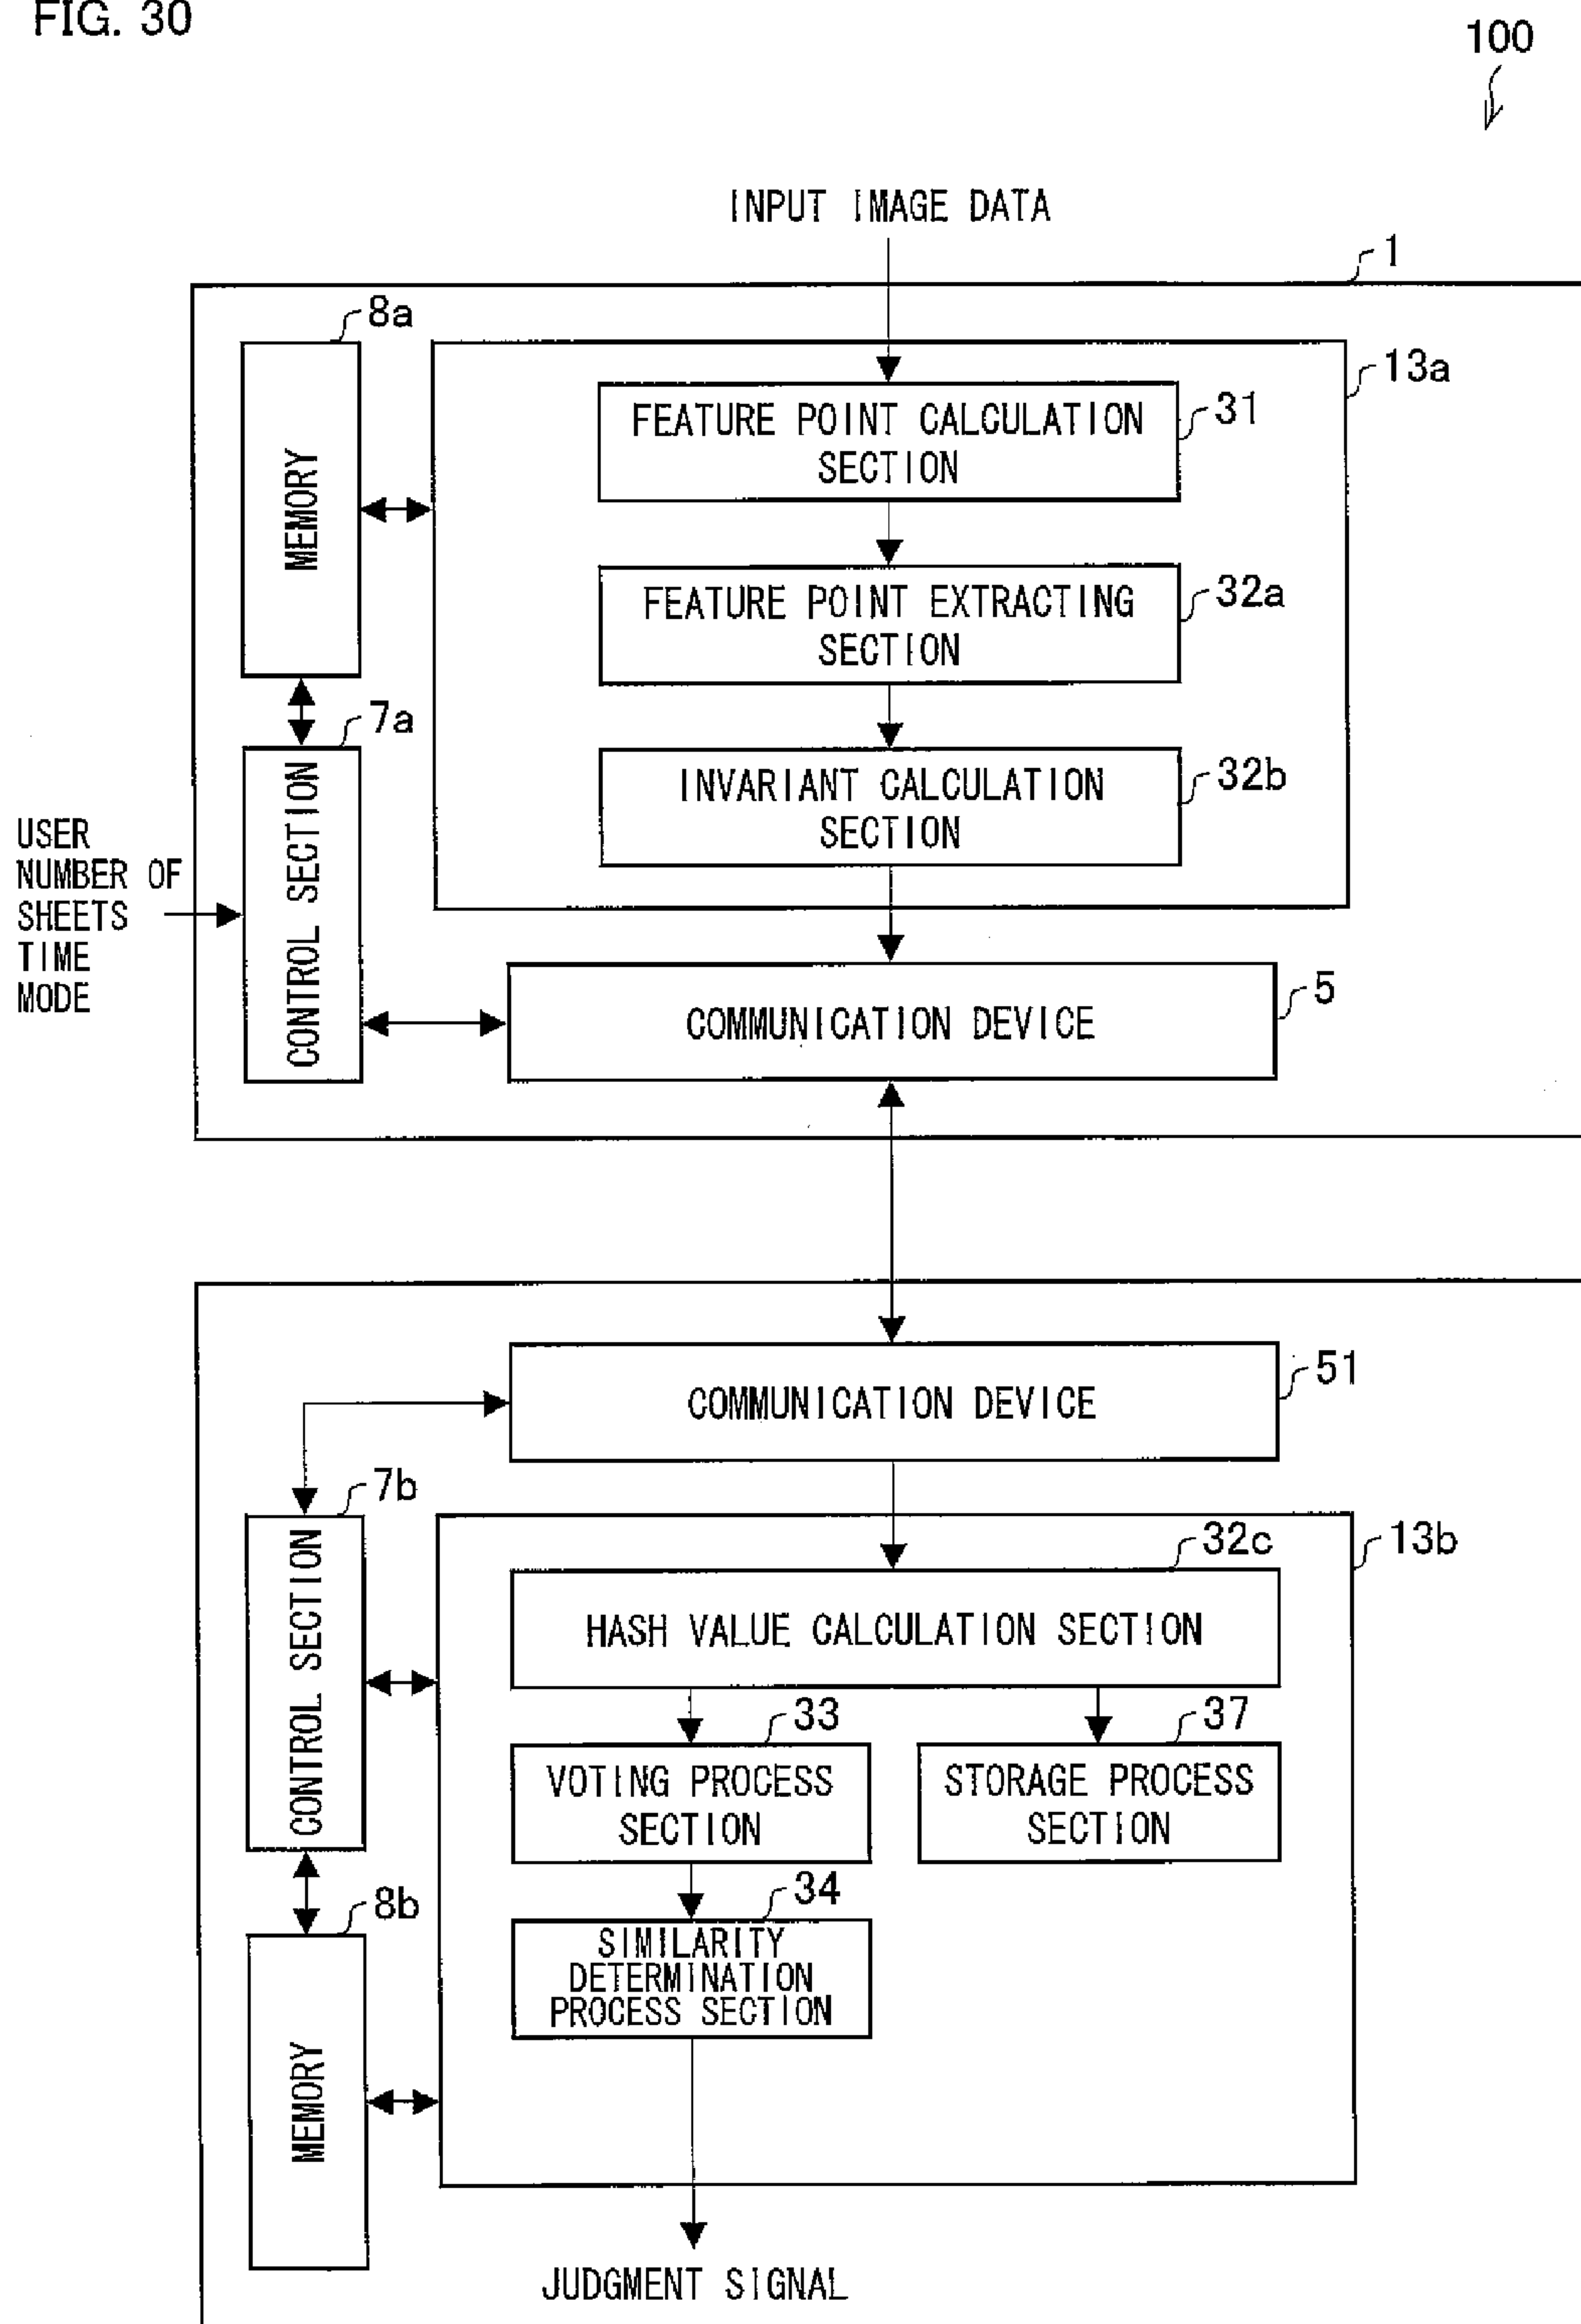 FIG. 30
100
INPUT IMAGE DATA
1
8a
13a
MEMORY
FEATURE POINT CALCULATION
SECTION
31
FEATURE POINT EXTRACTING
SECTION
32a
7a
INVARIANT CALCULATION
SECTION
32b
USER
NUMBER OF
SHEETS
TIME
MODE
CONTROL SECTION
COMMUNICATION DEVICE
5
COMMUNICATION DEVICE
51
7b
13b
32c
CONTROL SECTION
HASH VALUE CALCULATION SECTION
33
37
VOTING PROCESS
SECTION
STORAGE PROCESS
SECTION
8b
34
SIMILARITY
DETERMINATION
PROCESS SECTION
MEMORY
JUDGMENT SIGNAL